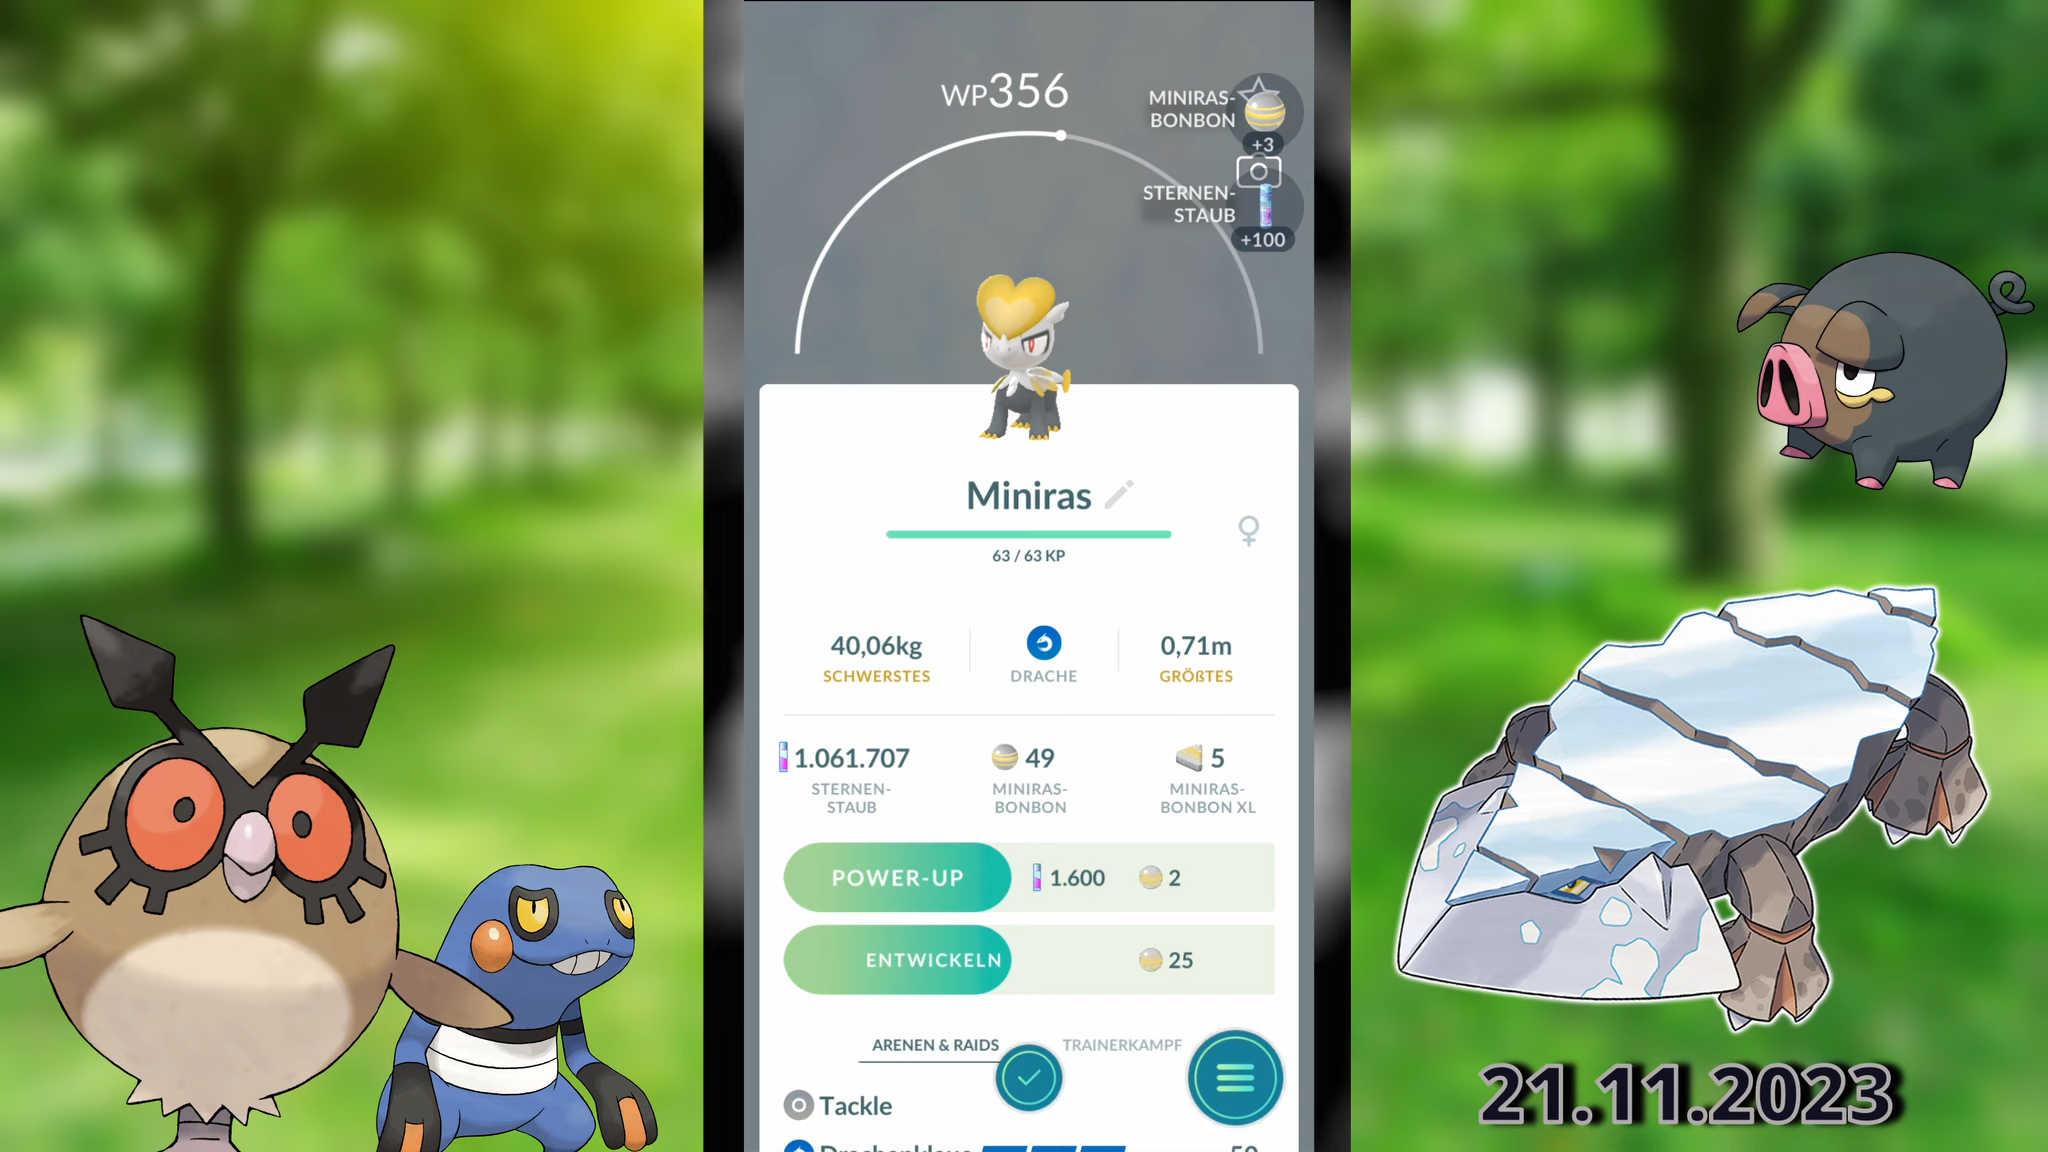 WP356
MINIRAS-
BONBON
+3
STERNEN-
STAUB
+100
Miniras
63 / 63 KP
40,06kg
SCHWERSTES
DRACHE
0,71m
GRÖßTES
1.061.707
STERNEN-
STAUB
49
MINIRAS-
BONBON
5
MINIRAS-
BONBON XL
POWER-UP 1.600 2
ENTWICKELN 25
ARENEN & RAIDS TRAINERKAMPF
Tackle
Drachenklaue 50
21.11.2023